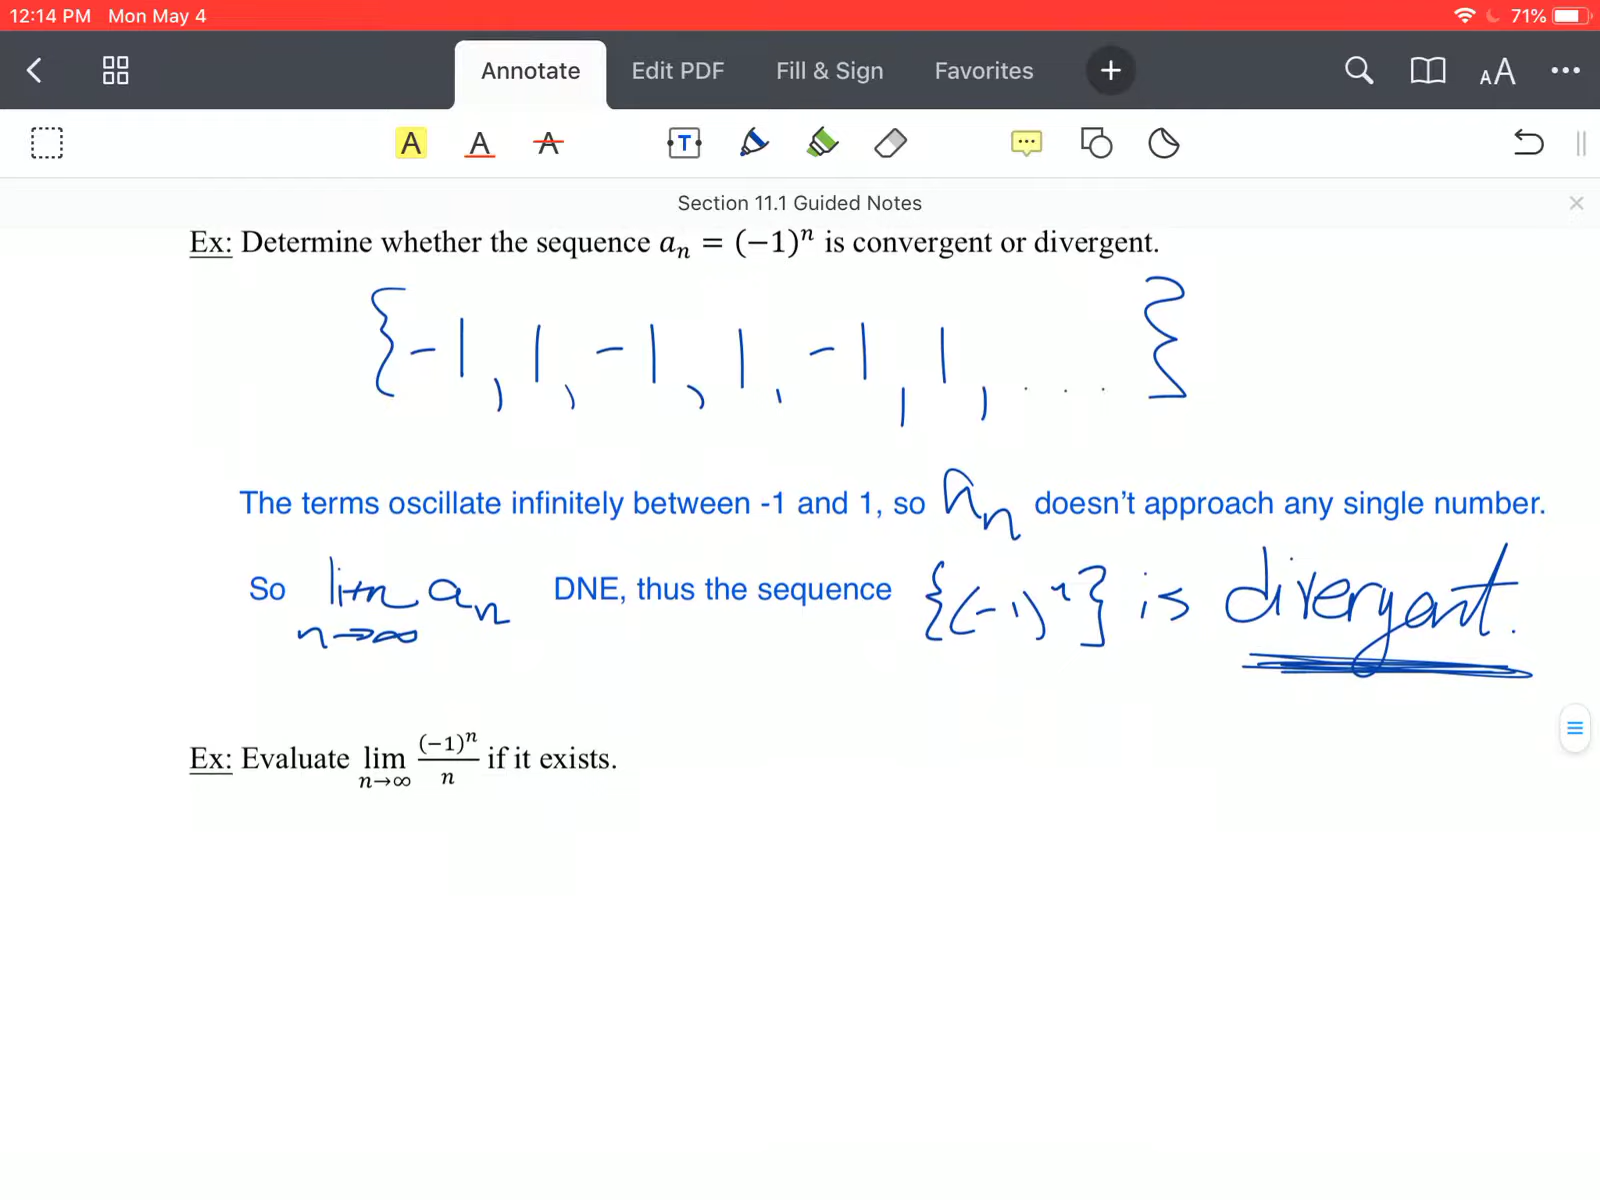 12:14 PM Mon May 4 71%
Annotate Edit PDF Fill & Sign Favorites +
A A A T AA
Section 11.1 Guided Notes
Ex: Determine whether the sequence aₙ = (−1)ⁿ is convergent or divergent.
{-1, 1, -1, 1, -1, 1, ... }
The terms oscillate infinitely between -1 and 1, so aₙ doesn't approach any single number.
So lim aₙ DNE, thus the sequence {(-1)ⁿ} is divergent.
n→∞
Ex: Evaluate lim (−1)ⁿ/n if it exists.
n→∞